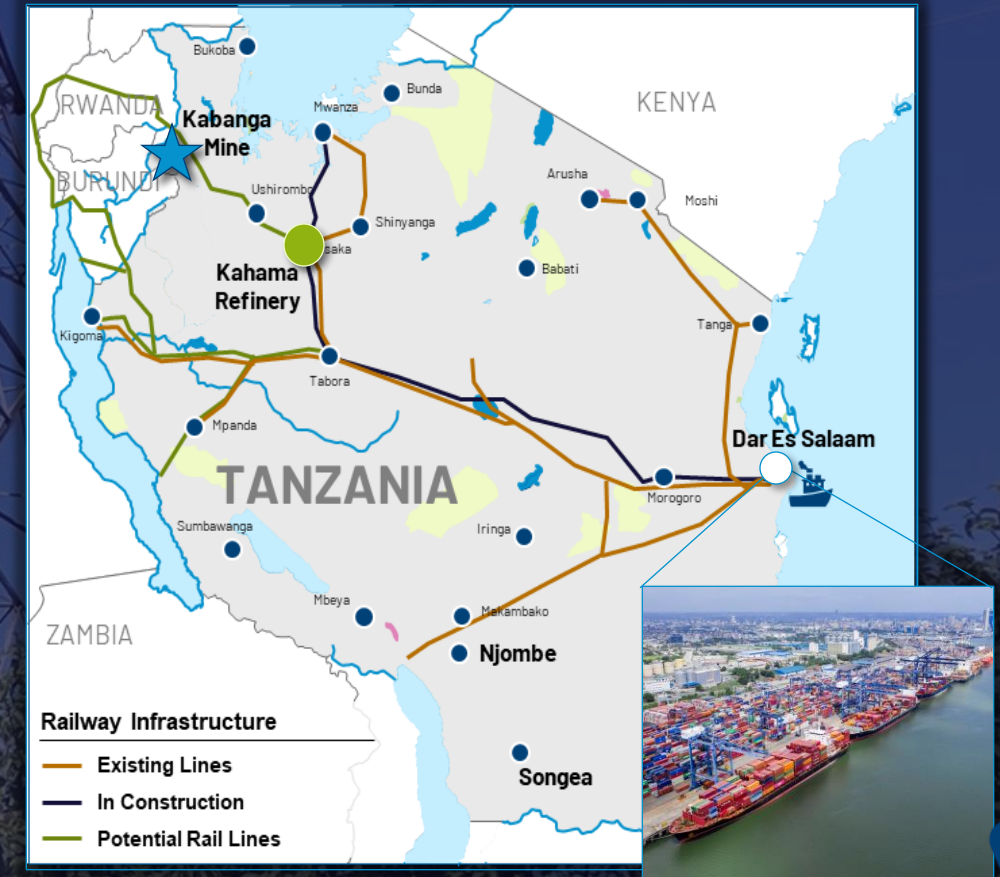 Bukoba
Bunda
RWANDA
Mwanza
KENYA
Kabanga
Mine
BURUNDI
Ushirombo
Arusha
Moshi
Shinyanga
saka
Babati
Kahama
Refinery
Kigoma
Tanga
Tabora
Mpanda
Dar Es Salaam
TANZANIA
Morogoro
Sumbawanga
Iringa
Mbeya
Makambako
ZAMBIA
Njombe
Railway Infrastructure
Existing Lines
Songea
In Construction
Potential Rail Lines